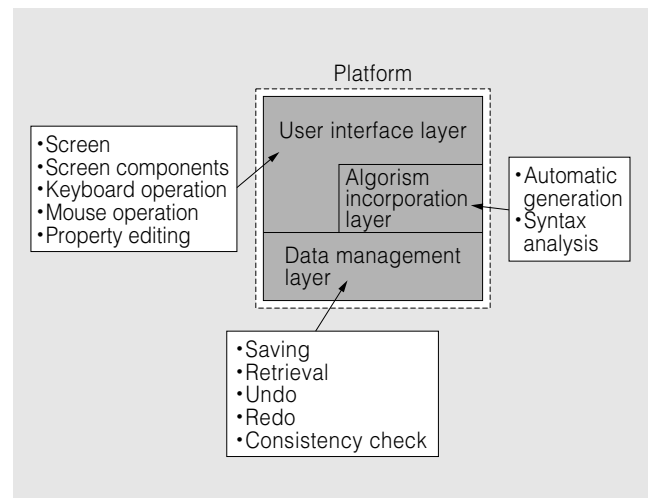 Platform
User interface layer
Algorism
incorporation
layer
Data management
layer
・Screen
・Screen components
・Keyboard operation
・Mouse operation
・Property editing
・Automatic
generation
・Syntax
analysis
・Saving
・Retrieval
・Undo
・Redo
・Consistency check